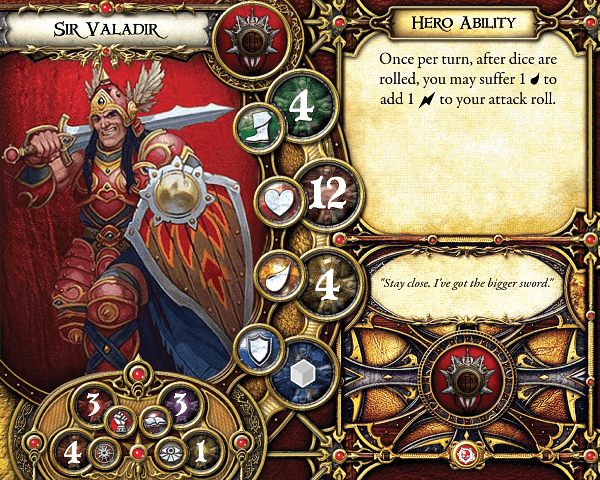 Sir Valadir
Hero Ability
Once per turn, after dice are
rolled, you may suffer 1 to
add 1 to your attack roll.
4
12
4
"Stay close. I've got the bigger sword."
3 3
4 1